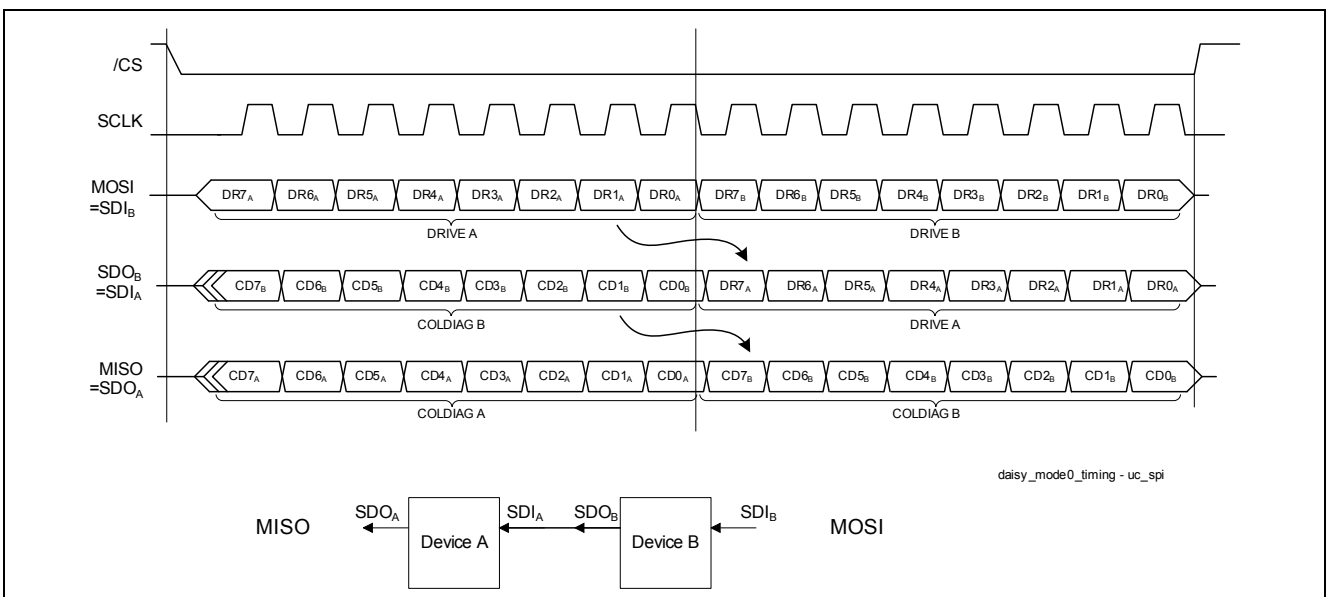 /CS
SCLK
MOSI
=SDI_B
DR7_A DR6_A DR5_A DR4_A DR3_A DR2_A DR1_A DR0_A DR7_B DR6_B DR5_B DR4_B DR3_B DR2_B DR1_B DR0_B
DRIVE A DRIVE B
SDO_B
=SDI_A
CD7_B CD6_B CD5_B CD4_B CD3_B CD2_B CD1_B CD0_B DR7_A DR6_A DR5_A DR4_A DR3_A DR2_A DR1_A DR0_A
COLDIAG B DRIVE A
MISO
=SDO_A
CD7_A CD6_A CD5_A CD4_A CD3_A CD2_A CD1_A CD0_A CD7_B CD6_B CD5_B CD4_B CD3_B CD2_B CD1_B CD0_B
COLDIAG A COLDIAG B
daisy_mode0_timing - uc_spi
MISO SDO_A Device A SDI_A SDO_B Device B SDI_B MOSI